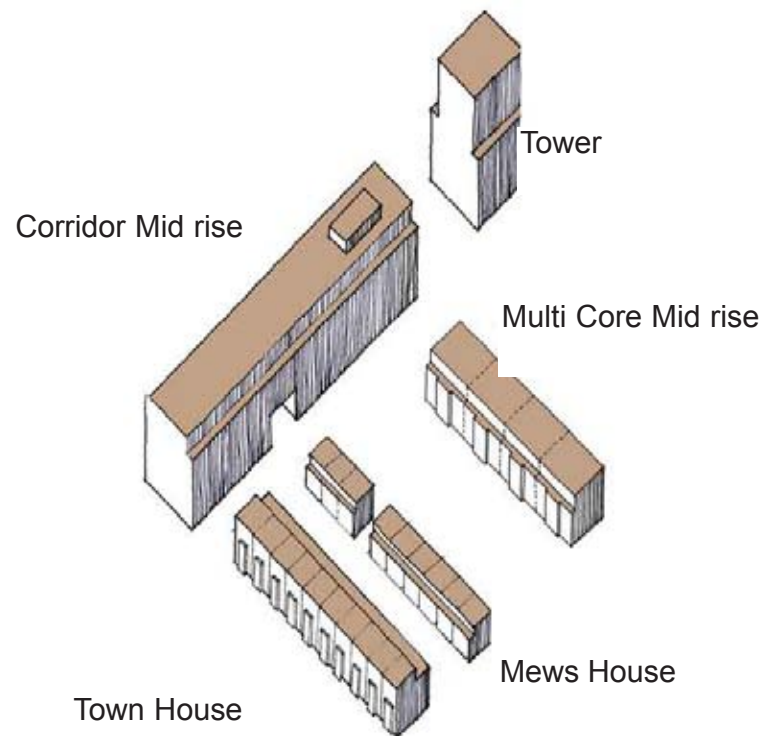 Tower
Corridor Mid rise
Multi Core Mid rise
Mews House
Town House